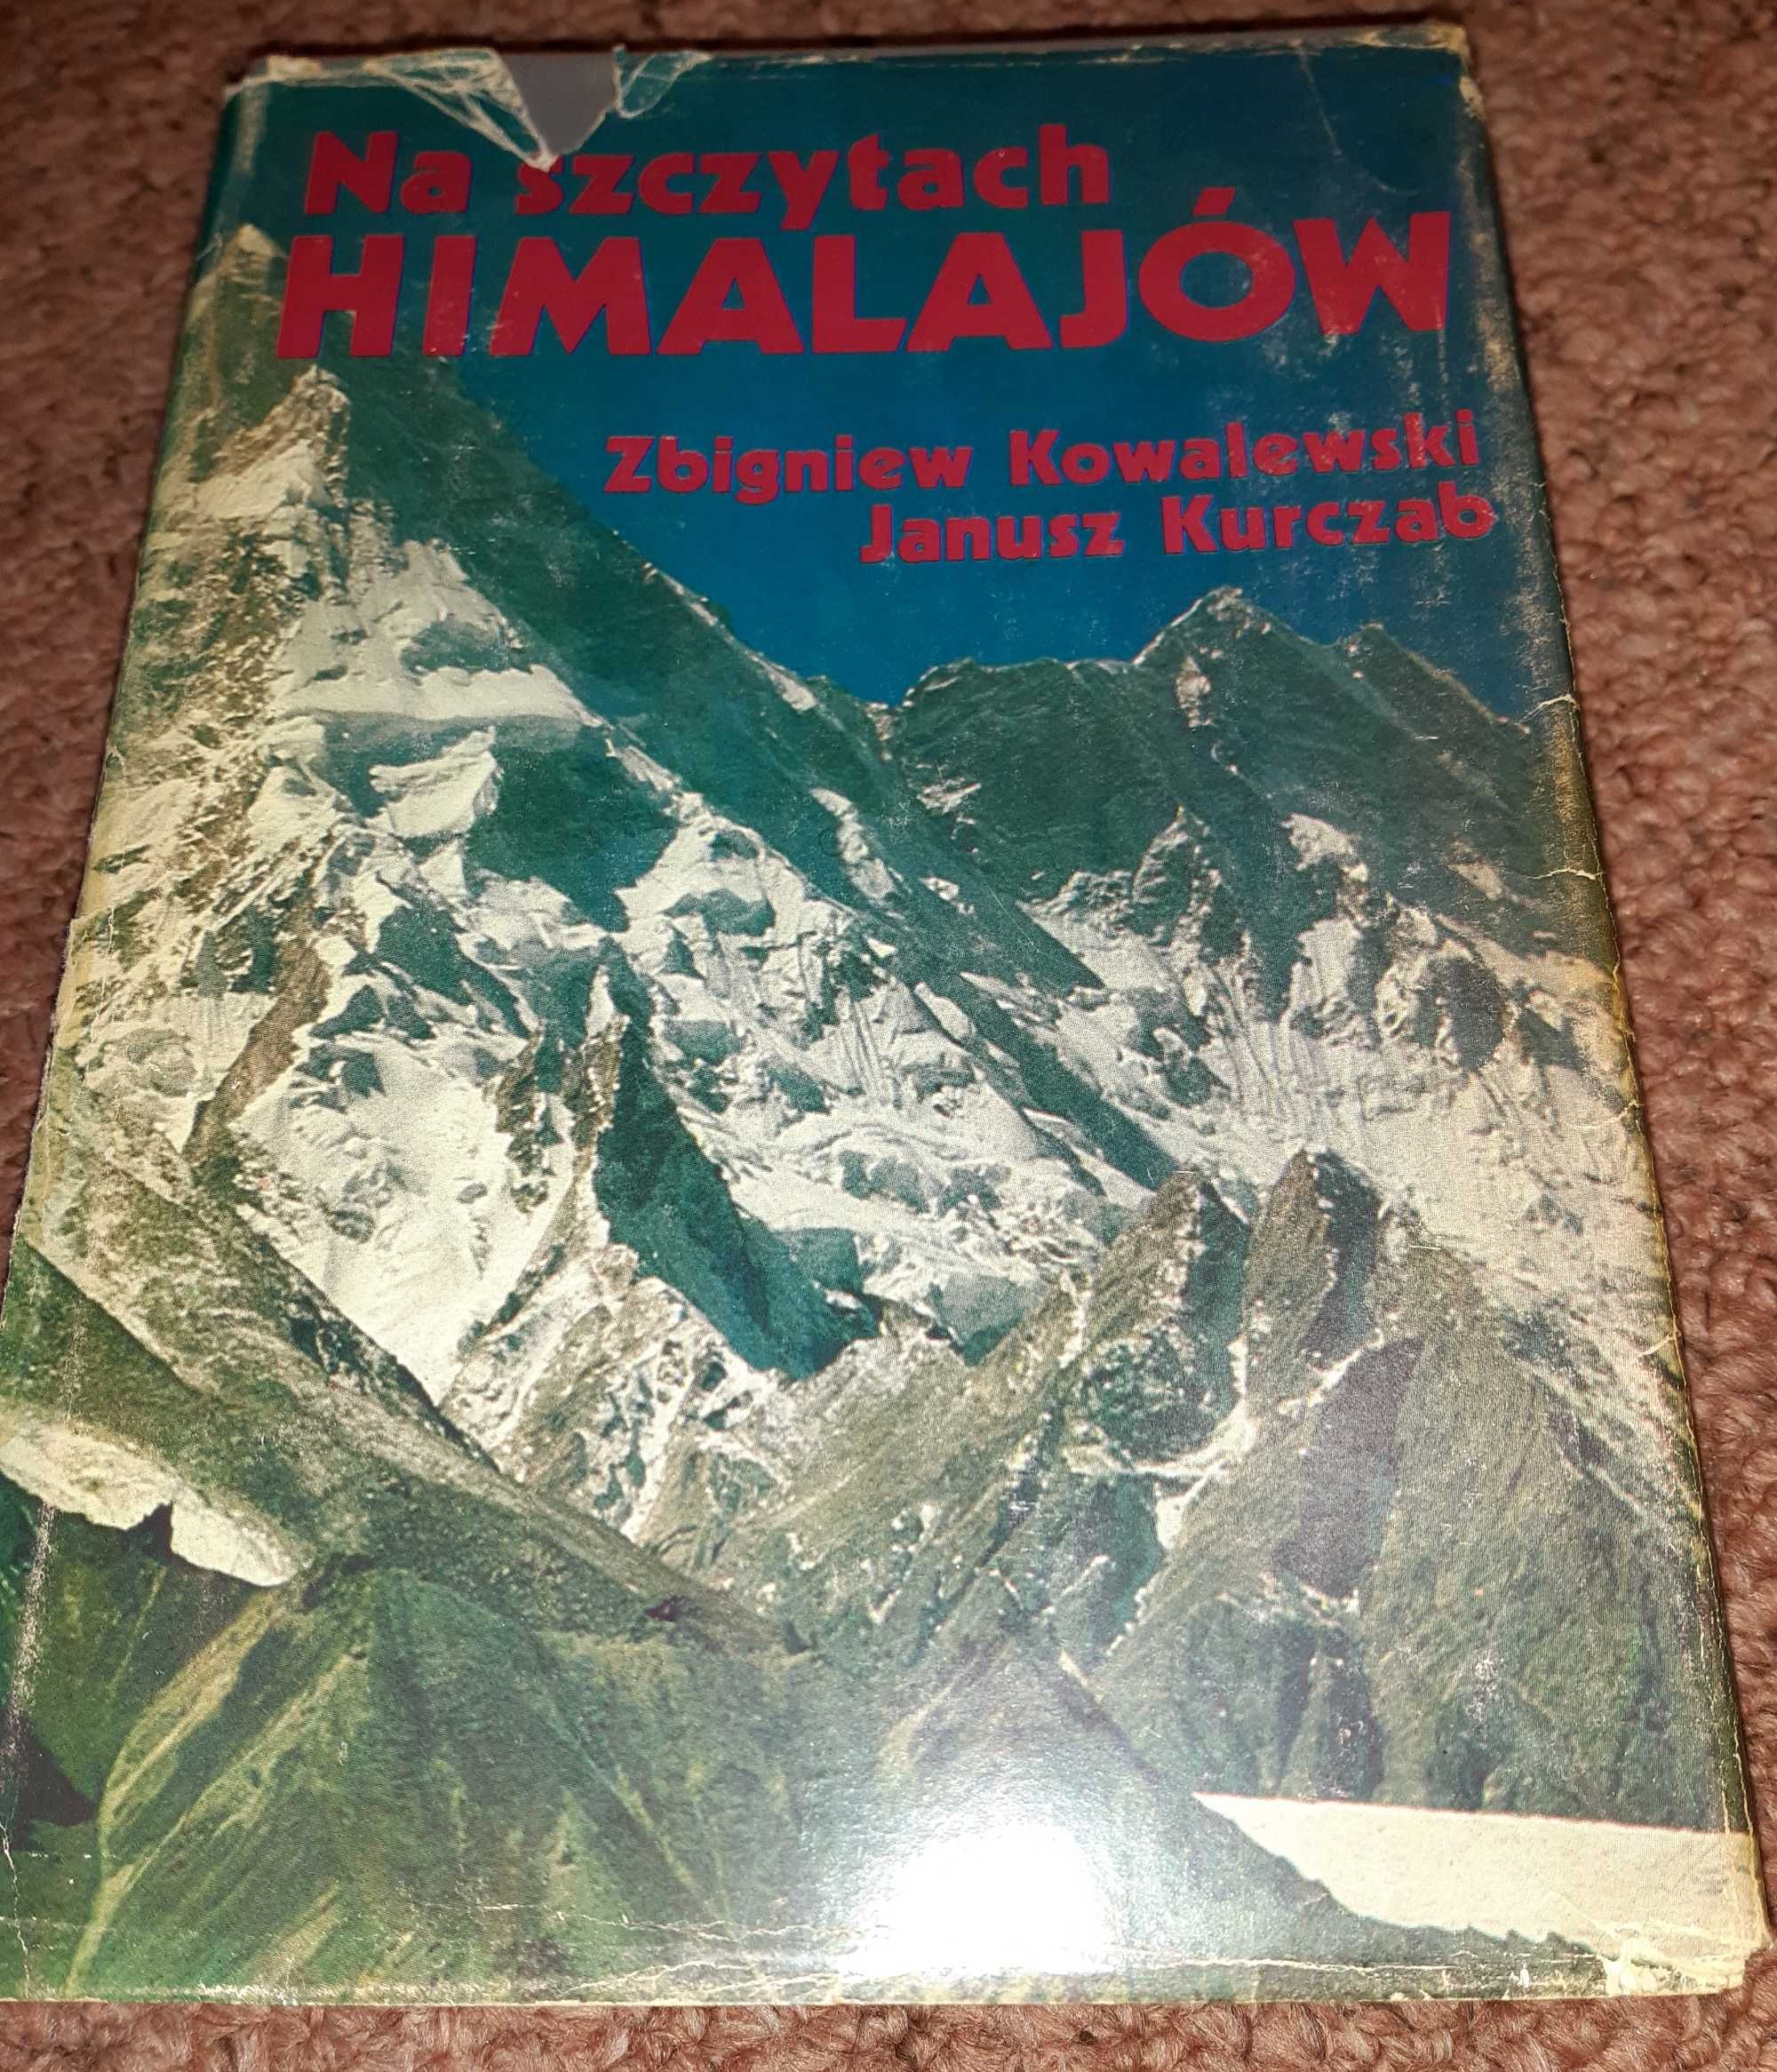 Na szczytach
HIMALAJÓW
Zbigniew Kowalewski
Janusz Kurczab